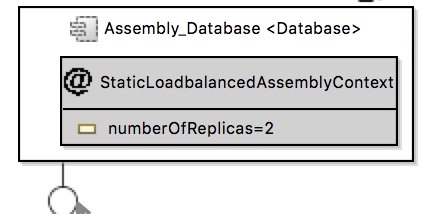 Assembly_Database <Database>
@ StaticLoadbalancedAssemblyContext
numberOfReplicas=2